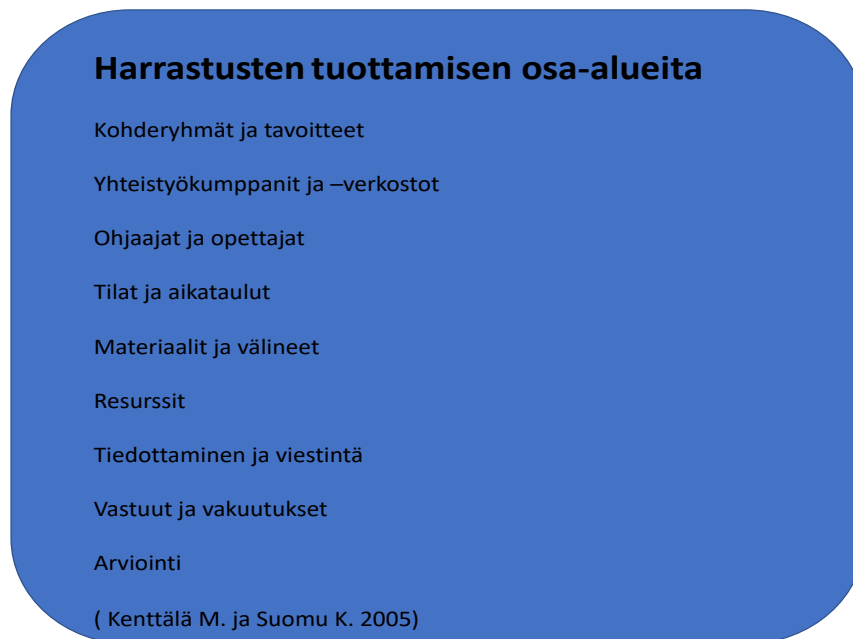 Harrastusten tuottamisen osa-alueita
Kohderyhmät ja tavoitteet
Yhteistyökumppanit ja –verkostot
Ohjaajat ja opettajat
Tilat ja aikataulut
Materiaalit ja välineet
Resurssit
Tiedottaminen ja viestintä
Vastuut ja vakuutukset
Arviointi
( Kenttälä M. ja Suomu K. 2005)